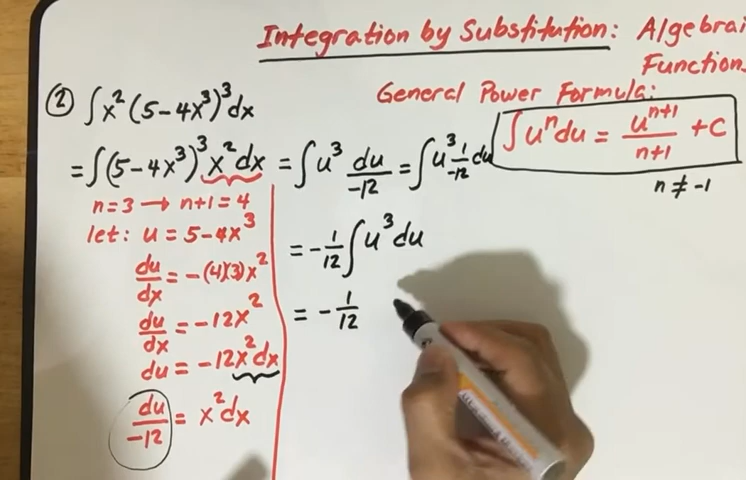 Integration by Substitution: Algebrai
Function
General Power Formula:
∫uⁿdu = uⁿ⁺¹/n+1 + C
n ≠ -1
② ∫x²(5-4x³)³dx
= ∫(5-4x³)³x²dx = ∫u³ du/-12 = ∫u³ 1/-12 du
n=3 → n+1=4
let: u = 5-4x³
du/dx = -(4)(3)x²
du/dx = -12x²
du = -12x²dx
du/-12 = x²dx
= -1/12 ∫u³du
= -1/12